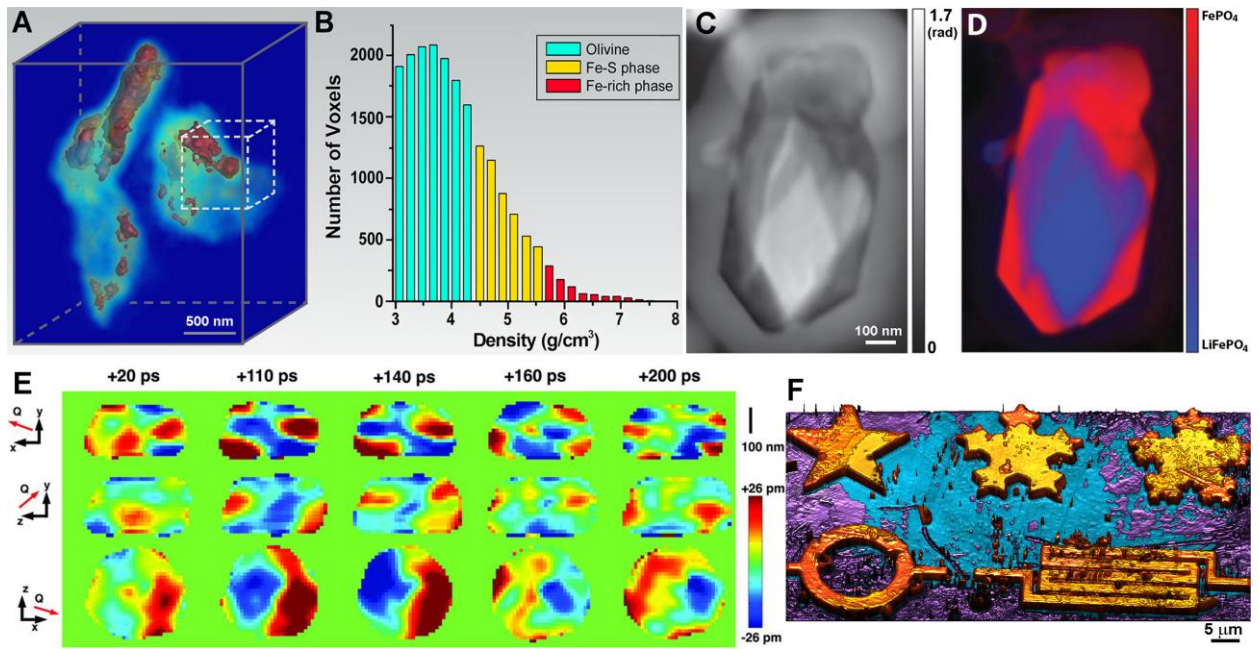 A
500 nm
B
2000
1500
1000
500
0
Number of Voxels
3 4 5 6 7 8
Density (g/cm³)
Olivine
Fe-S phase
Fe-rich phase
C
100 nm
1.7
(rad)
0
D
FePO₄
LiFePO₄
E
+20 ps +110 ps +140 ps +160 ps +200 ps
Q y
x
Q y
z
z Q
x
100 nm
+26 pm
-26 pm
F
5 μm